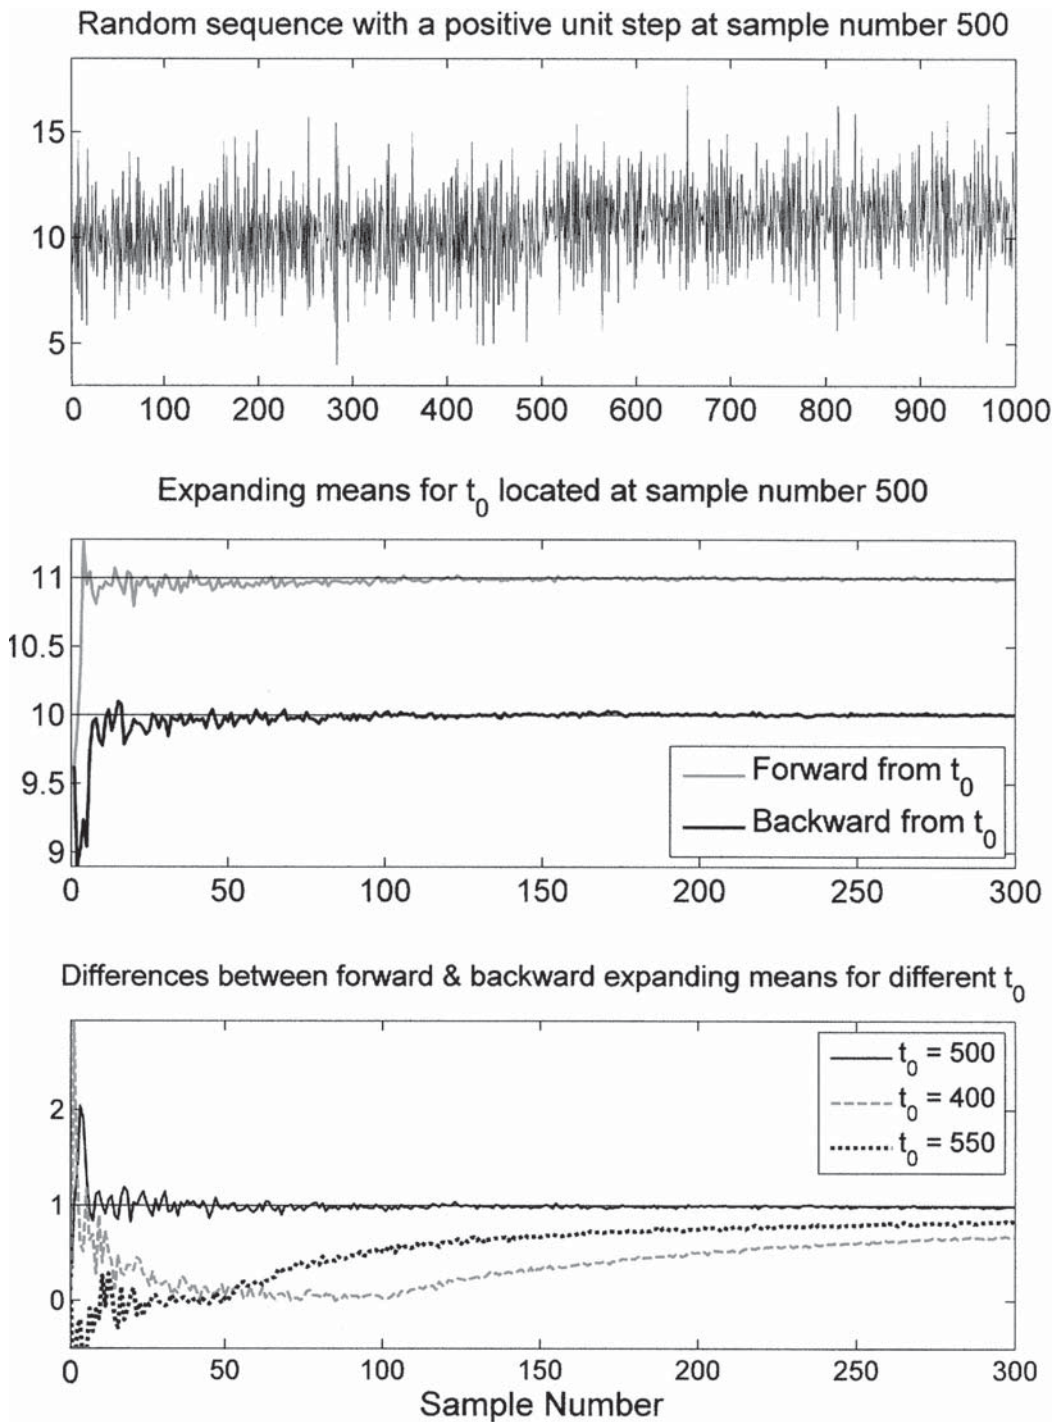 Random sequence with a positive unit step at sample number 500
15
10
5
0 100 200 300 400 500 600 700 800 900 1000
Expanding means for t0 located at sample number 500
11
10.5
10
9.5
9
Forward from t0
Backward from t0
0 50 100 150 200 250 300
Differences between forward & backward expanding means for different t0
2
1
0
t0 = 500
t0 = 400
t0 = 550
0 50 100 150 200 250 300
Sample Number